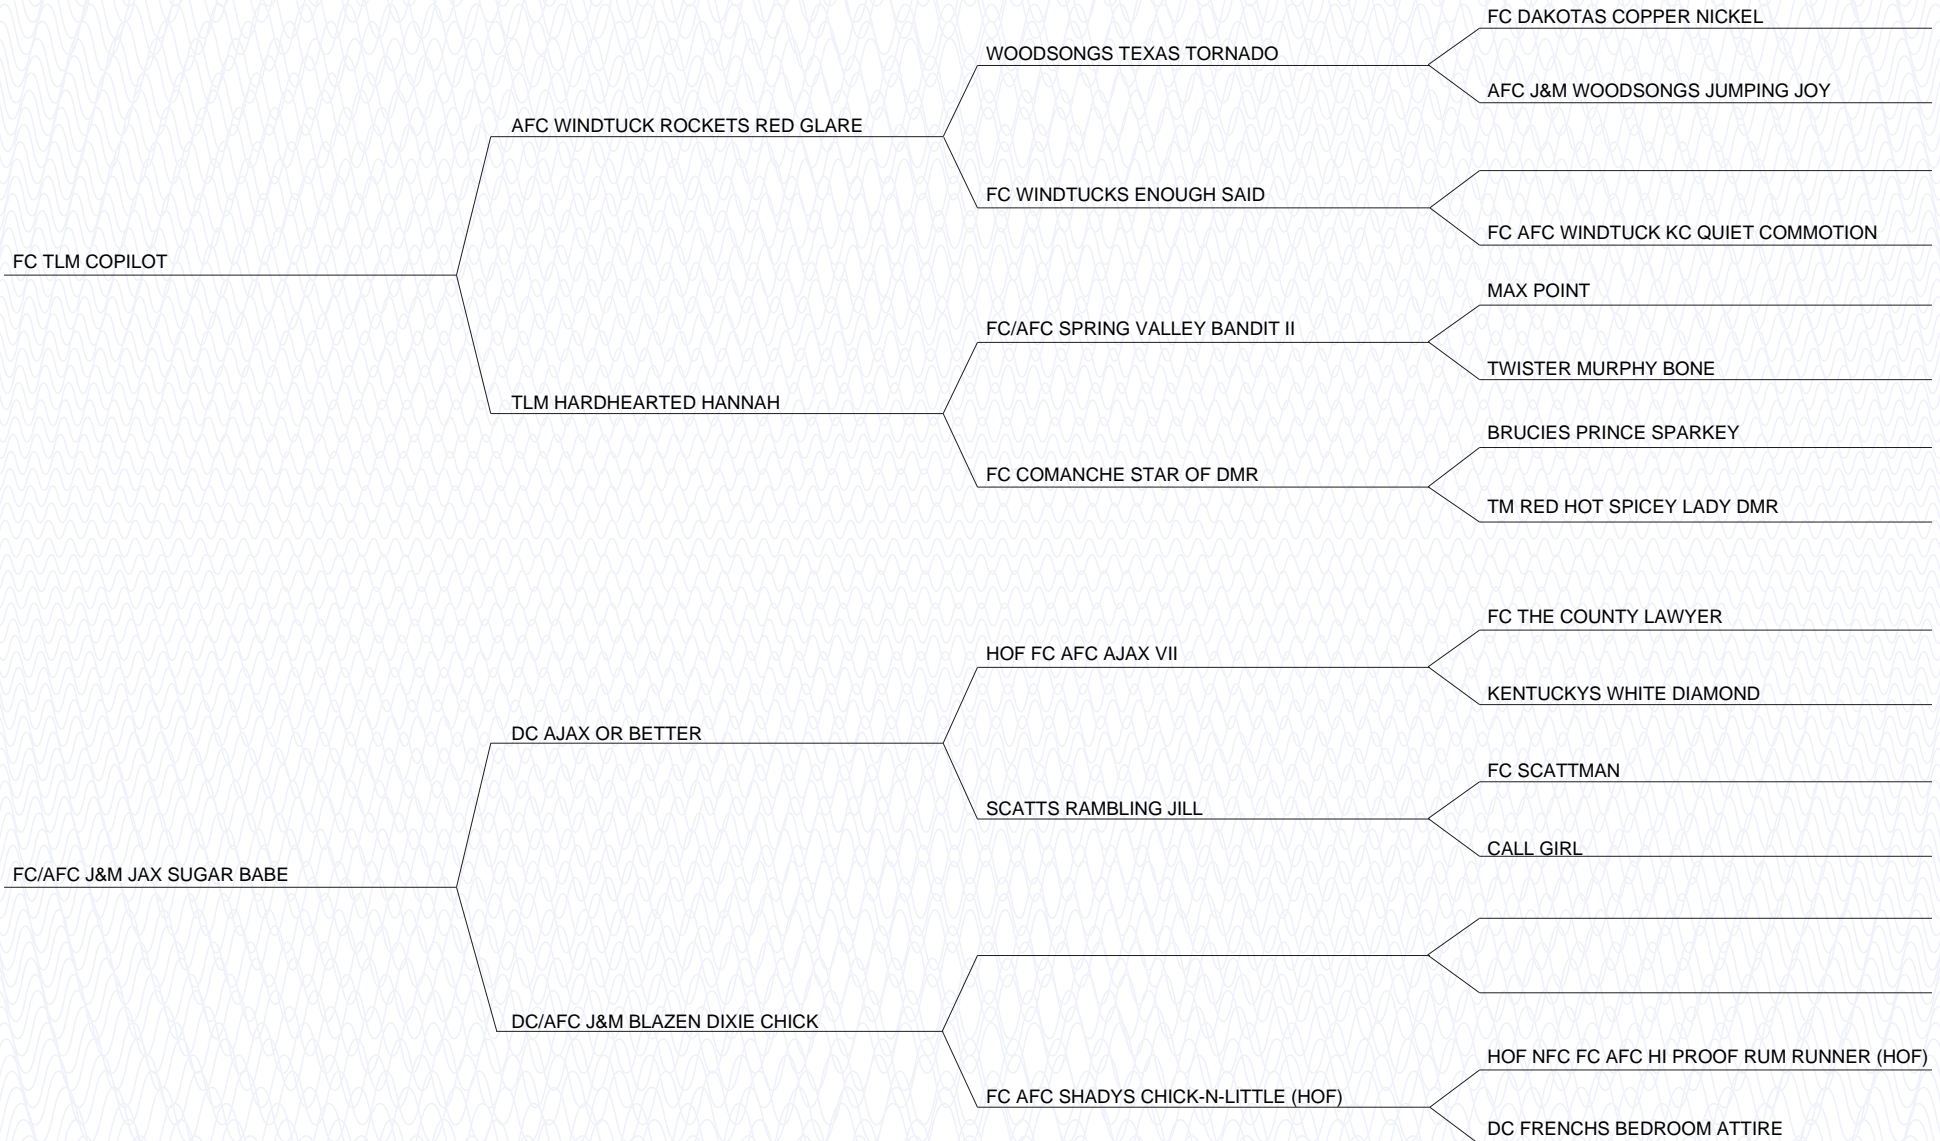 FC DAKOTAS COPPER NICKEL
WOODSONGS TEXAS TORNADO
AFC J&M WOODSONGS JUMPING JOY
AFC WINDTUCK ROCKETS RED GLARE
FC WINDTUCKS ENOUGH SAID
FC AFC WINDTUCK KC QUIET COMMOTION
FC TLM COPILOT
MAX POINT
FC/AFC SPRING VALLEY BANDIT II
TWISTER MURPHY BONE
TLM HARDHEARTED HANNAH
BRUCIES PRINCE SPARKEY
FC COMANCHE STAR OF DMR
TM RED HOT SPICEY LADY DMR
FC THE COUNTY LAWYER
HOF FC AFC AJAX VII
KENTUCKYS WHITE DIAMOND
DC AJAX OR BETTER
FC SCATTMAN
SCATTS RAMBLING JILL
CALL GIRL
FC/AFC J&M JAX SUGAR BABE
DC/AFC J&M BLAZEN DIXIE CHICK
HOF NFC FC AFC HI PROOF RUM RUNNER (HOF)
FC AFC SHADYS CHICK-N-LITTLE (HOF)
DC FRENCHS BEDROOM ATTIRE